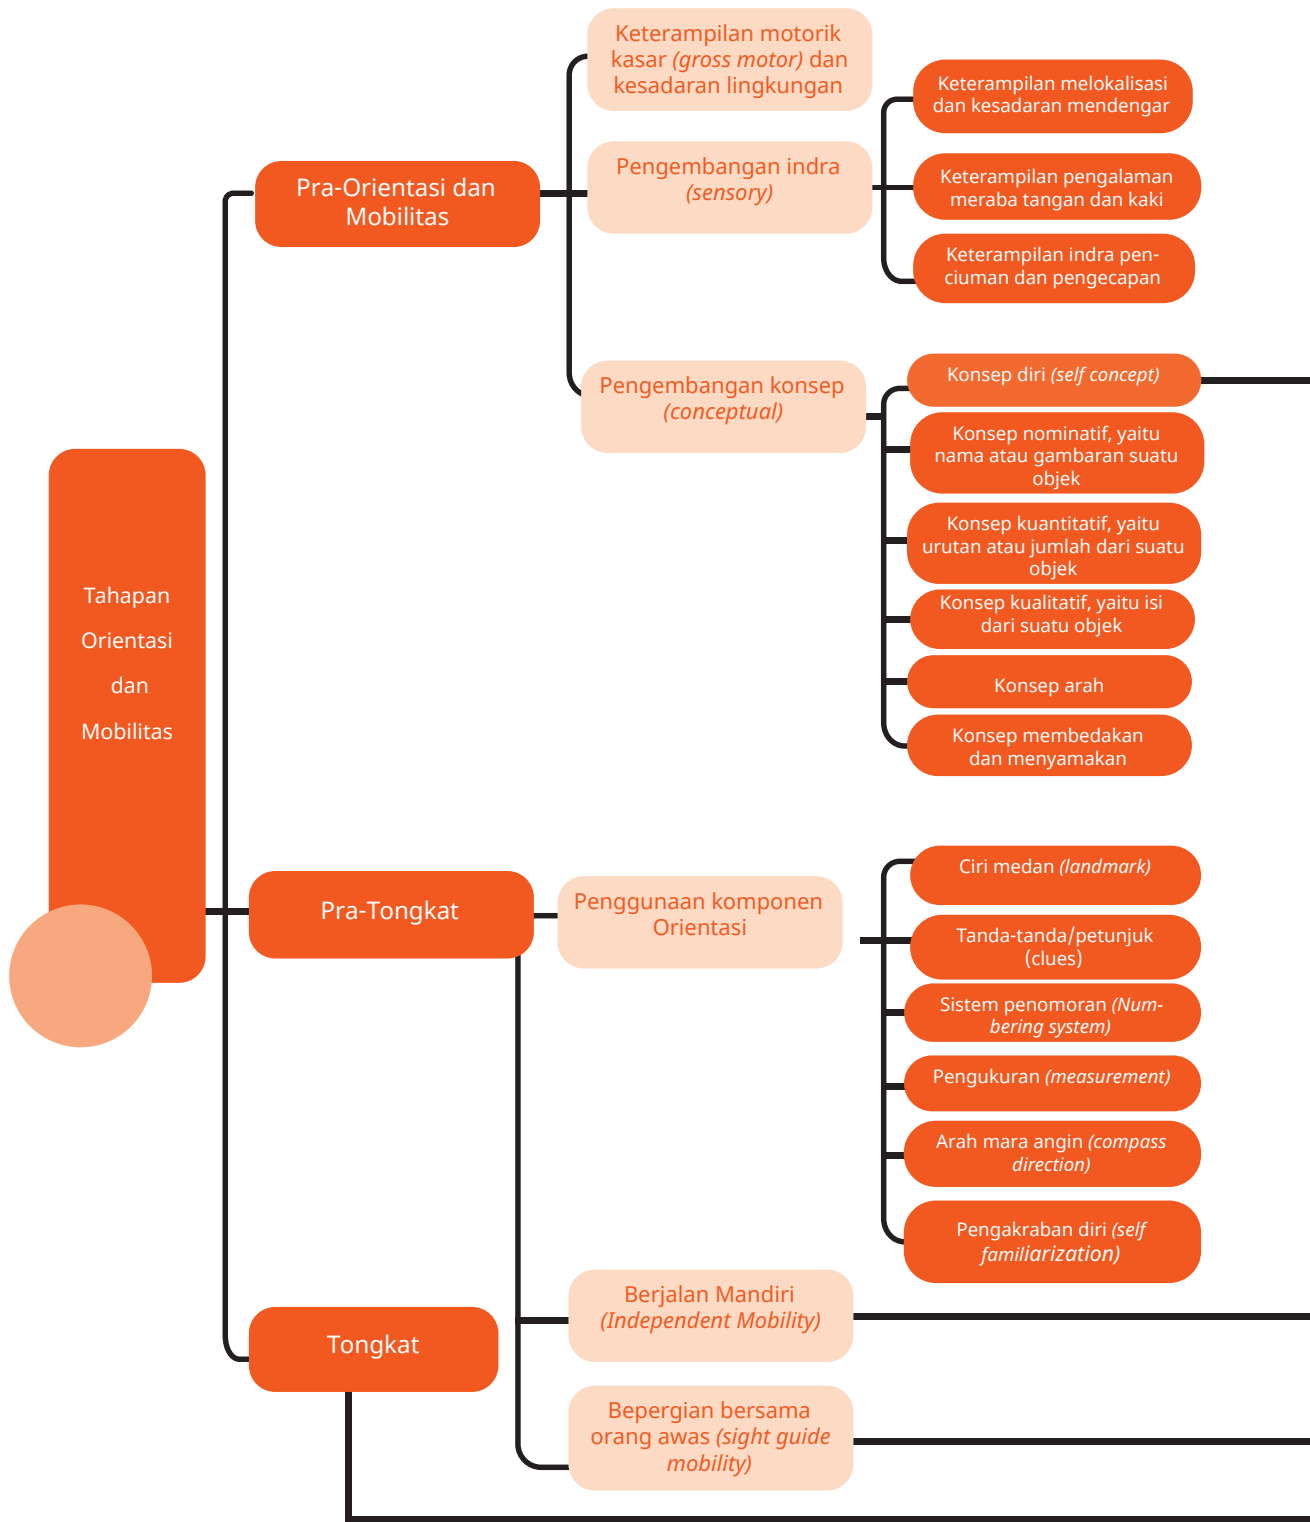 Keterampilan motorik
kasar (gross motor) dan
kesadaran lingkungan
Keterampilan melokalisasi
dan kesadaran mendengar
Pengembangan indra
(sensory)
Keterampilan pengalaman
meraba tangan dan kaki
Pra-Orientasi dan
Mobilitas
Keterampilan indra pen-
ciuman dan pengecapan
Pengembangan konsep
(conceptual)
Konsep diri (self concept)
Konsep nominatif, yaitu
nama atau gambaran suatu
objek
Konsep kuantitatif, yaitu
urutan atau jumlah dari suatu
objek
Konsep kualitatif, yaitu isi
dari suatu objek
Konsep arah
Konsep membedakan
dan menyamakan
Tahapan
Orientasi
dan
Mobilitas
Pra-Tongkat
Penggunaan komponen
Orientasi
Ciri medan (landmark)
Tanda-tanda/petunjuk
(clues)
Sistem penomoran (Num-
bering system)
Pengukuran (measurement)
Arah mara angin (compass
direction)
Pengakraban diri (self
familiarization)
Berjalan Mandiri
(Independent Mobility)
Tongkat
Bepergian bersama
orang awas (sight guide
mobility)